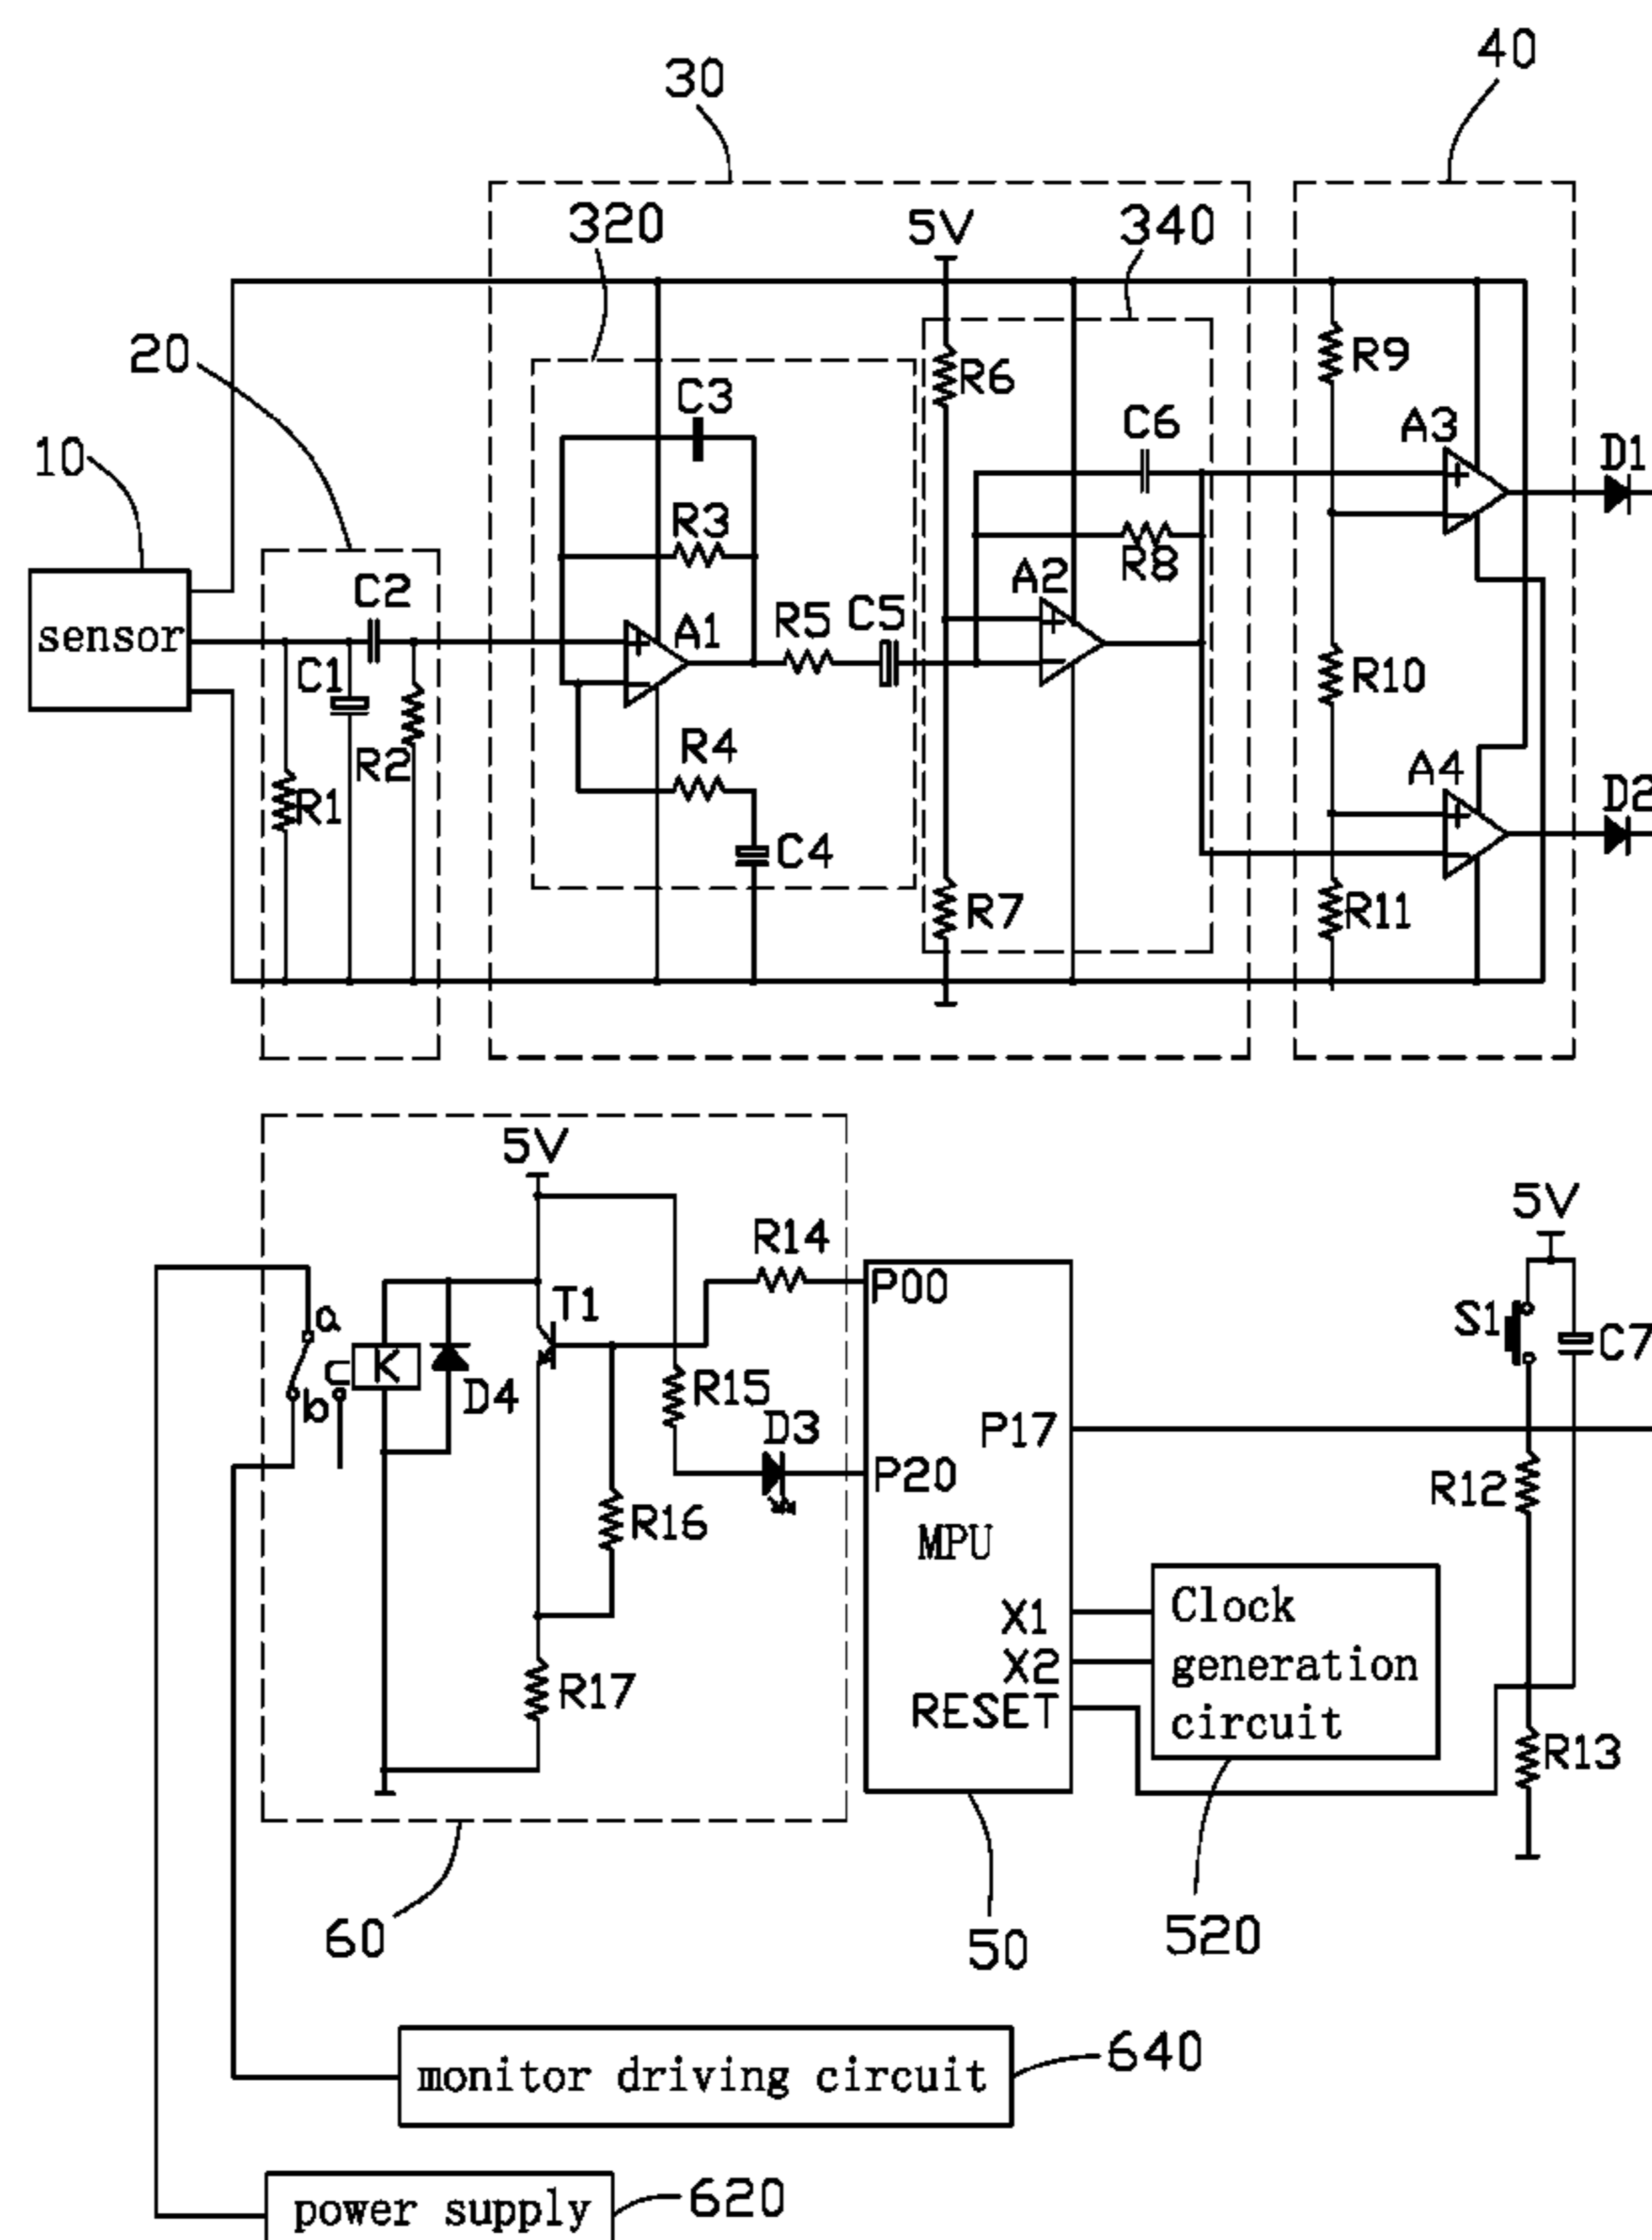 40
30
320
5V
340
20
R6
R9
C3
C6
A3
10
D1
R3
A2
R8
C2
sensor
A1
R5
C5
C1
R10
R4
R2
A4
R1
D2
C4
R7
R11
5V
5V
R14
P00
T1
a
S1
C7
c
K
b
D4
R15
D3
P17
P20
R12
R16
MPU
X1
Clock
X2
generation
R17
RESET
circuit
R13
60
50
520
monitor driving circuit
640
power supply
620